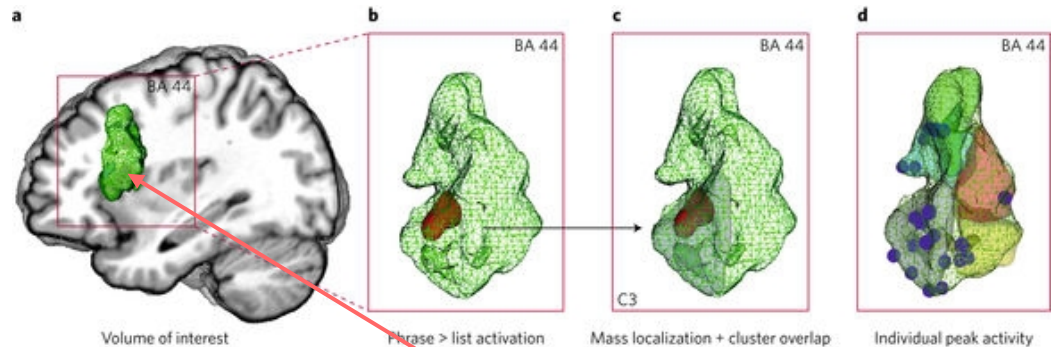 a
b
c
d
BA 44
BA 44
BA 44
BA 44
C3
Volume of interest
Phrase > list activation
Mass localization + cluster overlap
Individual peak activity